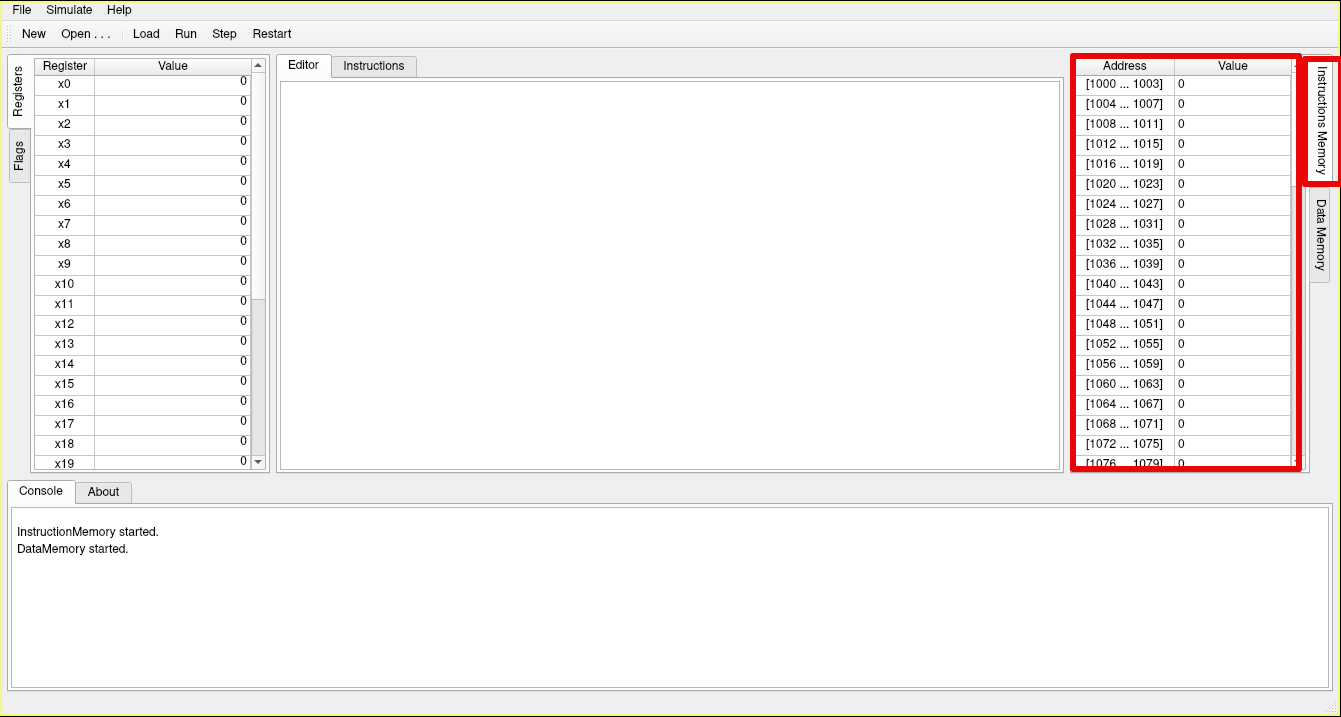 File Simulate Help
New Open . . . Load Run Step Restart
Registers
Flags
Register Value
x0 0
x1 0
x2 0
x3 0
x4 0
x5 0
x6 0
x7 0
x8 0
x9 0
x10 0
x11 0
x12 0
x13 0
x14 0
x15 0
x16 0
x17 0
x18 0
x19 0
Editor Instructions
Address Value
[1000 ... 1003] 0
[1004 ... 1007] 0
[1008 ... 1011] 0
[1012 ... 1015] 0
[1016 ... 1019] 0
[1020 ... 1023] 0
[1024 ... 1027] 0
[1028 ... 1031] 0
[1032 ... 1035] 0
[1036 ... 1039] 0
[1040 ... 1043] 0
[1044 ... 1047] 0
[1048 ... 1051] 0
[1052 ... 1055] 0
[1056 ... 1059] 0
[1060 ... 1063] 0
[1064 ... 1067] 0
[1068 ... 1071] 0
[1072 ... 1075] 0
[1076 ... 1079] 0
Instructions Memory
Data Memory
Console About
InstructionMemory started.
DataMemory started.